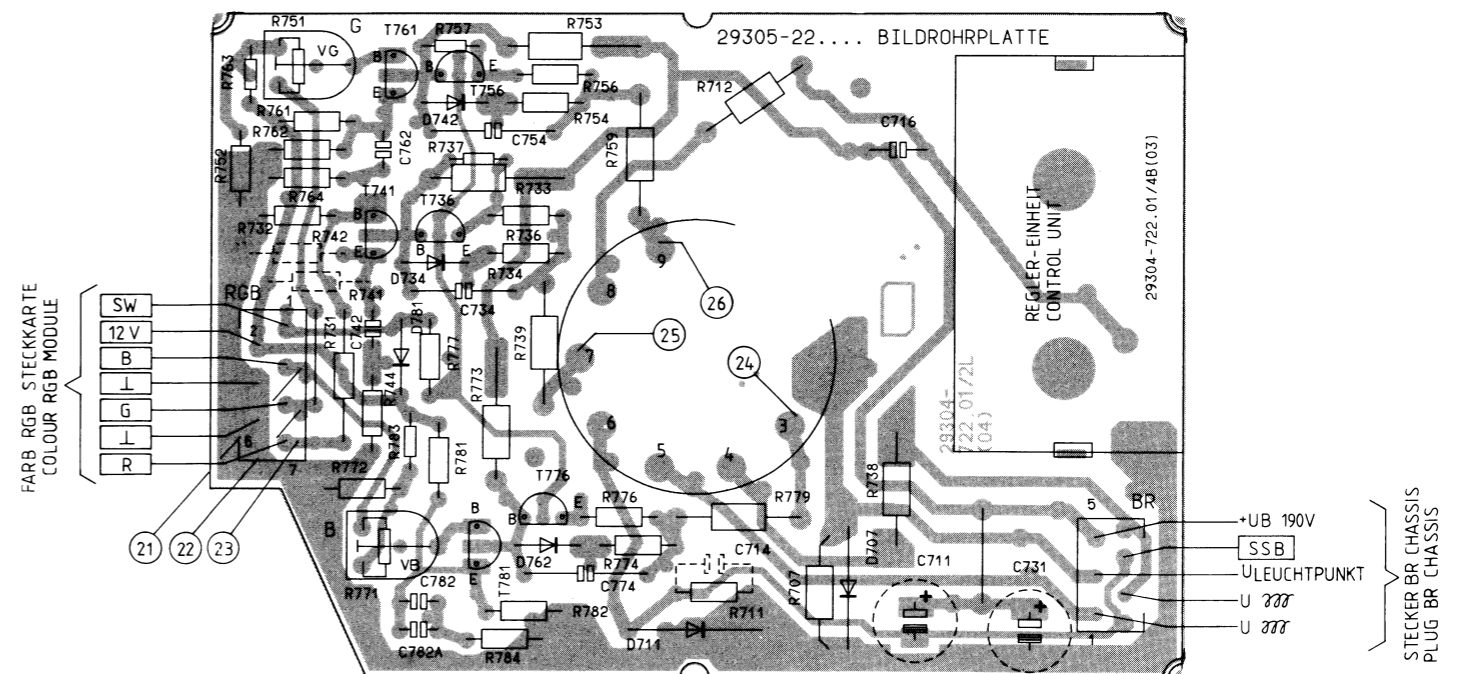 29305-22.... BILDROHRPLATTE
R751
G
T761
R757
R753
VG
R763
B
B
E
E
T756
R756
R712
R761
D742
R754
R762
C762
R737
C754
R759
C716
R752
R764
T741
T736
R733
R732
B
R742
E
B
E
R736
D734
R734
9
8
REGLER-EINHEIT
CONTROL UNIT
29304-722.01/4B(03)
FARB RGB STECKKARTE
COLOUR RGB MODULE
SW
12 V
B
⊥
G
⊥
R
RGB
1
2
6
7
R741
R731
C742
D781
R777
C734
R773
R739
7
26
25
24
R744
R783
R781
6
5
4
3
29304-
722.01/2L
(04)
R772
T776
B
E
R776
R779
R738
5
BR
21
22
23
B
VB
B
E
D762
R774
C714
D707
C711
C731
R771
C782
T781
C774
R707
R782
R711
C782A
R784
D711
+
+
1
+UB 190V
SSB
ULEUCHTPUNKT
U
U
STECKER BR CHASSIS
PLUG BR CHASSIS